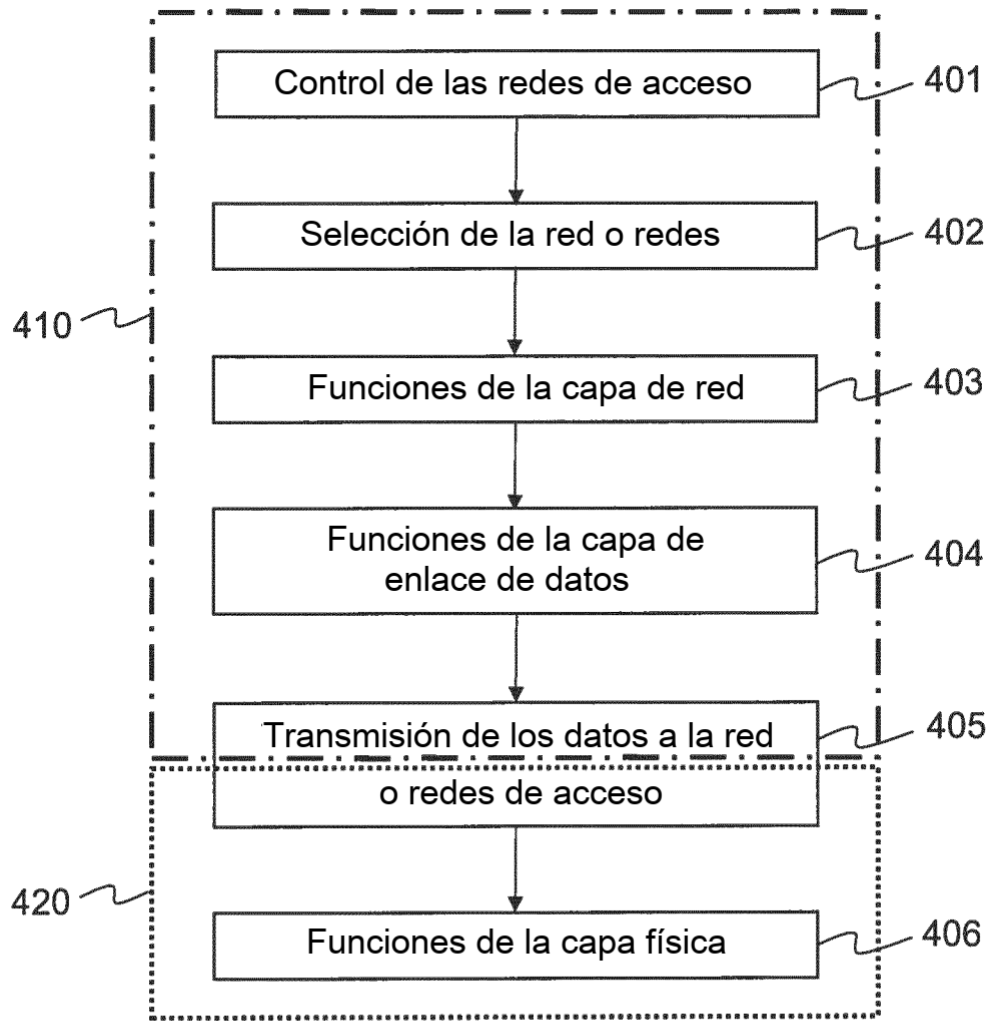 Control de las redes de acceso
401
Selección de la red o redes
402
410
Funciones de la capa de red
403
Funciones de la capa de
enlace de datos
404
Transmisión de los datos a la red
405
o redes de acceso
420
Funciones de la capa física
406